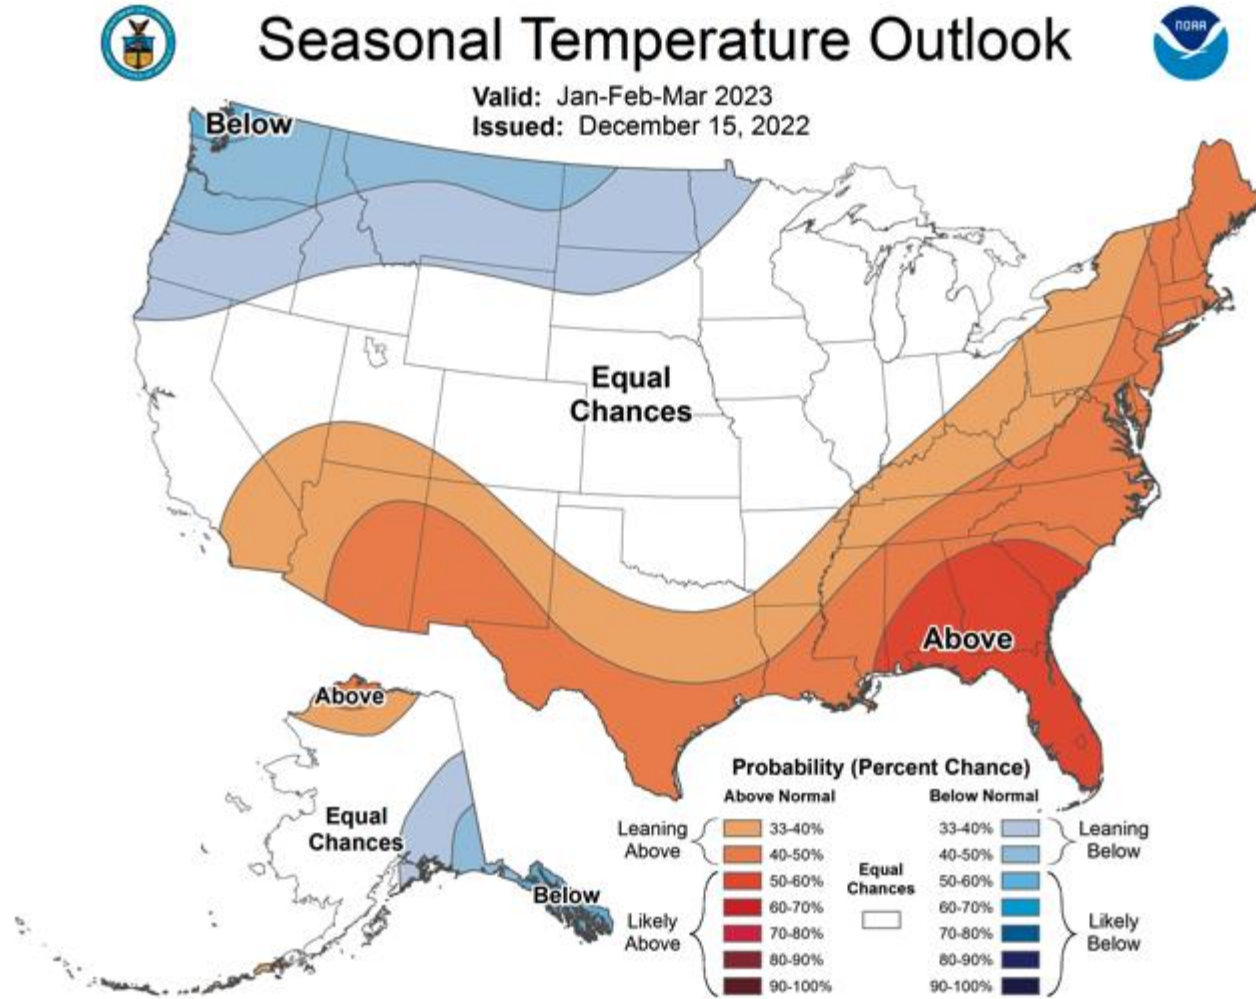 Seasonal Temperature Outlook
NOAA
Valid: Jan-Feb-Mar 2023
Issued: December 15, 2022
Below
Equal
Chances
Above
Above
Equal
Chances
Below
Probability (Percent Chance)
Above Normal
Below Normal
Leaning
Above
33-40%
40-50%
Likely
Above
50-60%
60-70%
70-80%
80-90%
90-100%
Equal
Chances
33-40%
40-50%
Leaning
Below
50-60%
60-70%
70-80%
80-90%
90-100%
Likely
Below